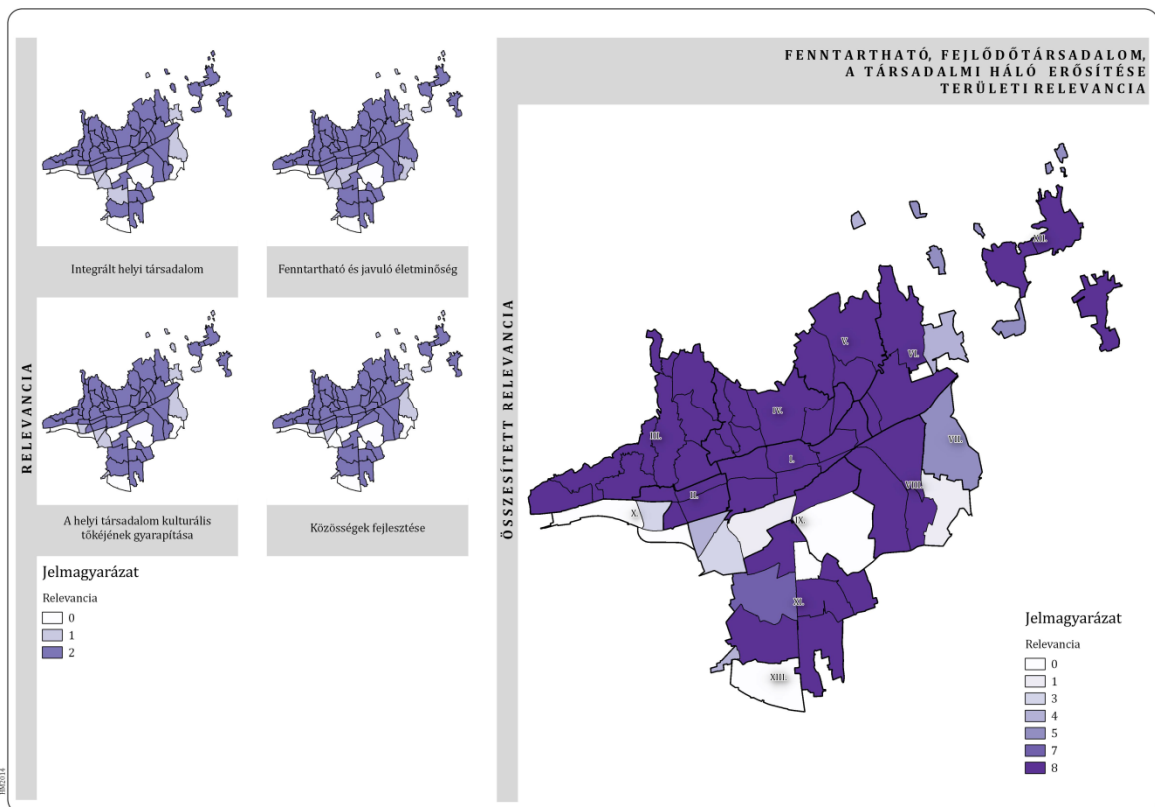 FENNTARTHATÓ, FEJLŐDŐTÁRSADALOM,
A TÁRSADALMI HÁLÓ ERŐSÍTÉSE
TERÜLETI RELEVANCIA
RELEVANCIA
Integrált helyi társadalom
Fenntartható és javuló életminőség
A helyi társadalom kulturális
tőkéjének gyarapítása
Közösségek fejlesztése
Jelmagyarázat
Relevancia
0
1
2
ÖSSZESÍTETT RELEVANCIA
XII.
V.
VI.
IV.
III.
VII.
I.
VIII.
II.
X.
IX.
XI.
XIII.
Jelmagyarázat
Relevancia
0
1
3
4
5
7
8
HM2014